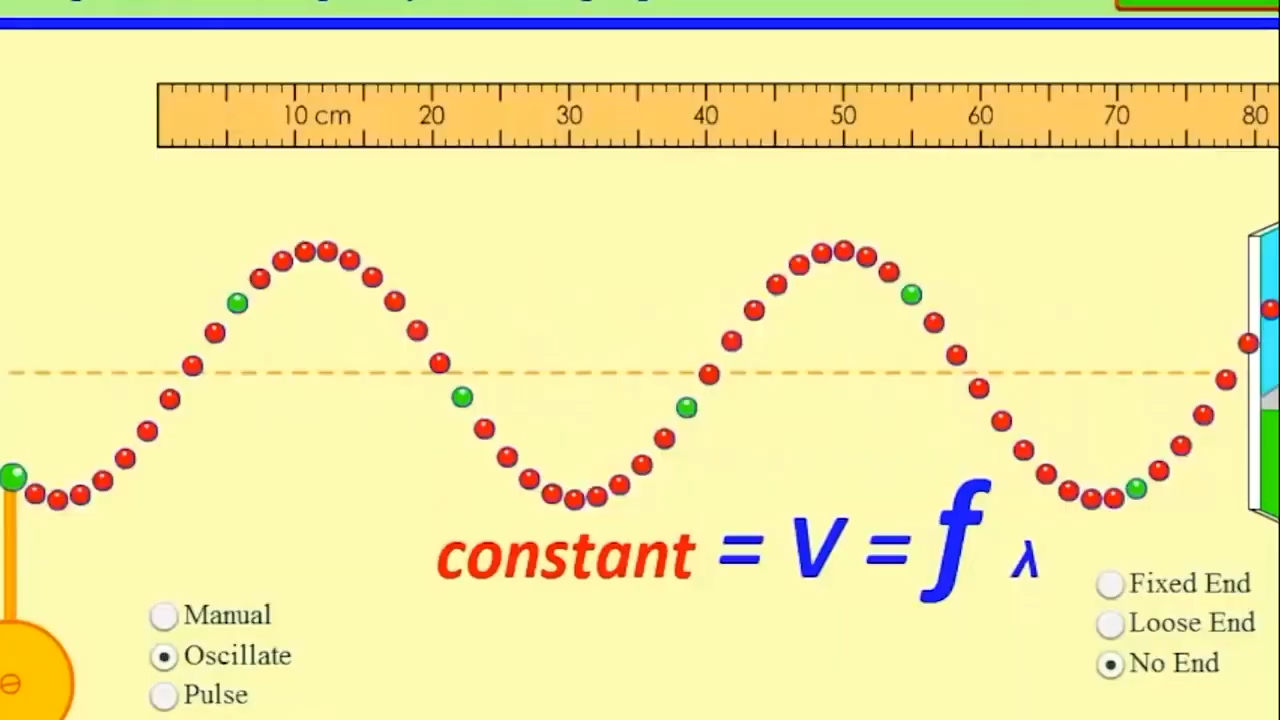 10 cm 20 30 40 50 60 70 80
constant = V = f λ
Manual
Oscillate
Pulse
Fixed End
Loose End
No End